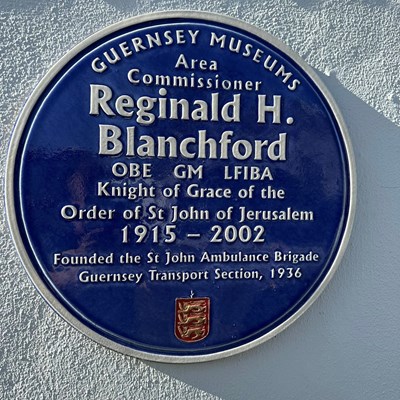 GUERNSEY MUSEUMS
Area
Commissioner
Reginald H.
Blanchford
OBE GM LFIBA
Knight of Grace of the
Order of St John of Jerusalem
1915 – 2002
Founded the St John Ambulance Brigade
Guernsey Transport Section, 1936